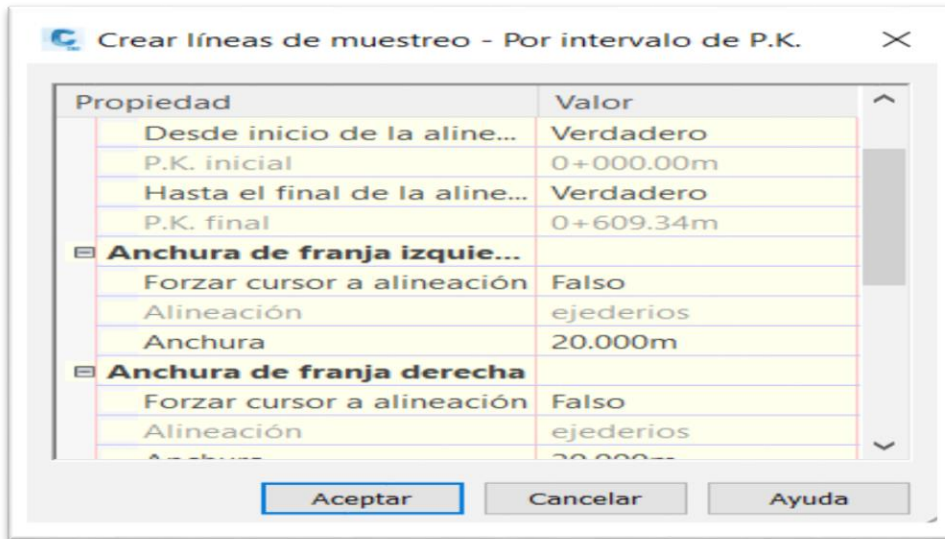 Crear líneas de muestreo - Por intervalo de P.K.
Propiedad Valor
Desde inicio de la aline... Verdadero
P.K. inicial 0+000.00m
Hasta el final de la aline... Verdadero
P.K. final 0+609.34m
Anchura de franja izquie...
Forzar cursor a alineación Falso
Alineación ejederios
Anchura 20.000m
Anchura de franja derecha
Forzar cursor a alineación Falso
Alineación ejederios
Aceptar Cancelar Ayuda